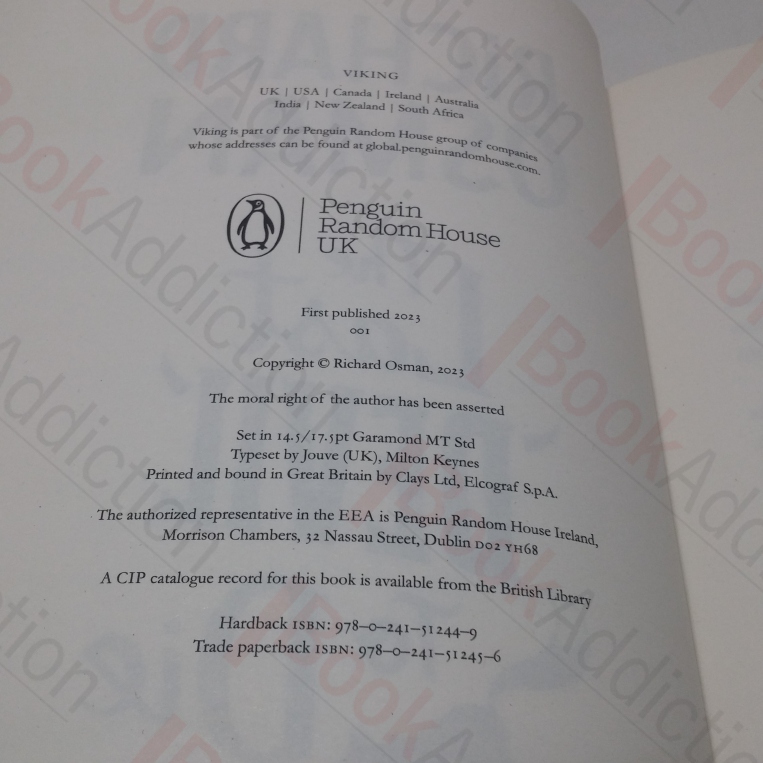 VIKING
UK | USA | Canada | Ireland | Australia
India | New Zealand | South Africa
Viking is part of the Penguin Random House group of companies
whose addresses can be found at global.penguinrandomhouse.com.
Penguin
Random House
UK
First published 2023
001
Copyright © Richard Osman, 2023
The moral right of the author has been asserted
Set in 14.5/17.5pt Garamond MT Std
Typeset by Jouve (UK), Milton Keynes
Printed and bound in Great Britain by Clays Ltd, Elcograf S.p.A.
The authorized representative in the EEA is Penguin Random House Ireland,
Morrison Chambers, 32 Nassau Street, Dublin D02 YH68
A CIP catalogue record for this book is available from the British Library
Hardback ISBN: 978–0–241–51244–9
Trade paperback ISBN: 978–0–241–51245–6
BookAddiction
BookAddiction
BookAddiction
BookAddiction